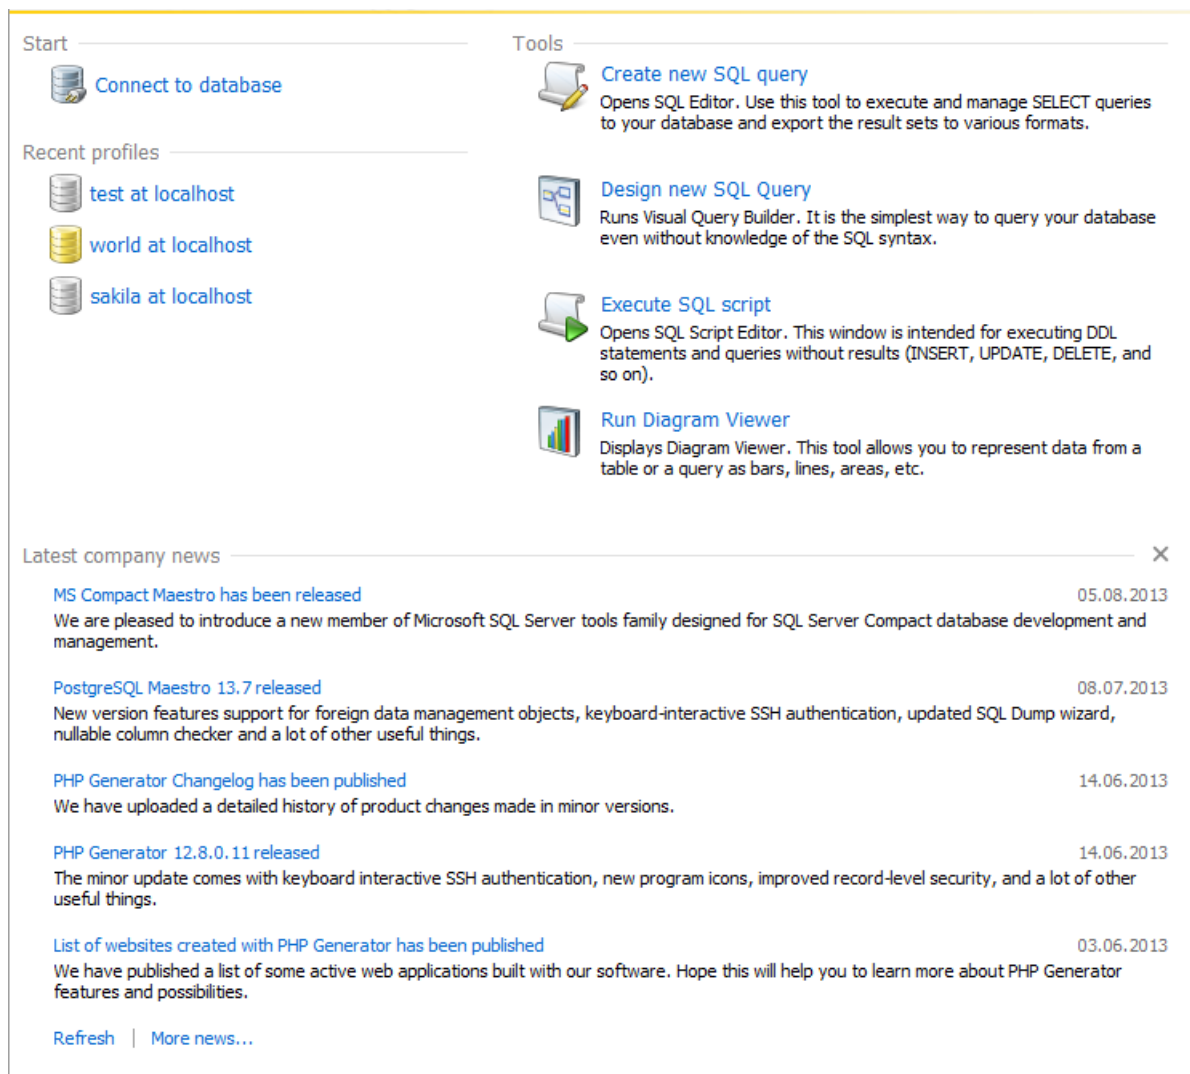 Start
Connect to database
Recent profiles
test at localhost
world at localhost
sakila at localhost
Tools
Create new SQL query
Opens SQL Editor. Use this tool to execute and manage SELECT queries
to your database and export the result sets to various formats.
Design new SQL Query
Runs Visual Query Builder. It is the simplest way to query your database
even without knowledge of the SQL syntax.
Execute SQL script
Opens SQL Script Editor. This window is intended for executing DDL
statements and queries without results (INSERT, UPDATE, DELETE, and
so on).
Run Diagram Viewer
Displays Diagram Viewer. This tool allows you to represent data from a
table or a query as bars, lines, areas, etc.
Latest company news
MS Compact Maestro has been released 05.08.2013
We are pleased to introduce a new member of Microsoft SQL Server tools family designed for SQL Server Compact database development and
management.
PostgreSQL Maestro 13.7 released 08.07.2013
New version features support for foreign data management objects, keyboard-interactive SSH authentication, updated SQL Dump wizard,
nullable column checker and a lot of other useful things.
PHP Generator Changelog has been published 14.06.2013
We have uploaded a detailed history of product changes made in minor versions.
PHP Generator 12.8.0.11 released 14.06.2013
The minor update comes with keyboard interactive SSH authentication, new program icons, improved record-level security, and a lot of other
useful things.
List of websites created with PHP Generator has been published 03.06.2013
We have published a list of some active web applications built with our software. Hope this will help you to learn more about PHP Generator
features and possibilities.
Refresh | More news...